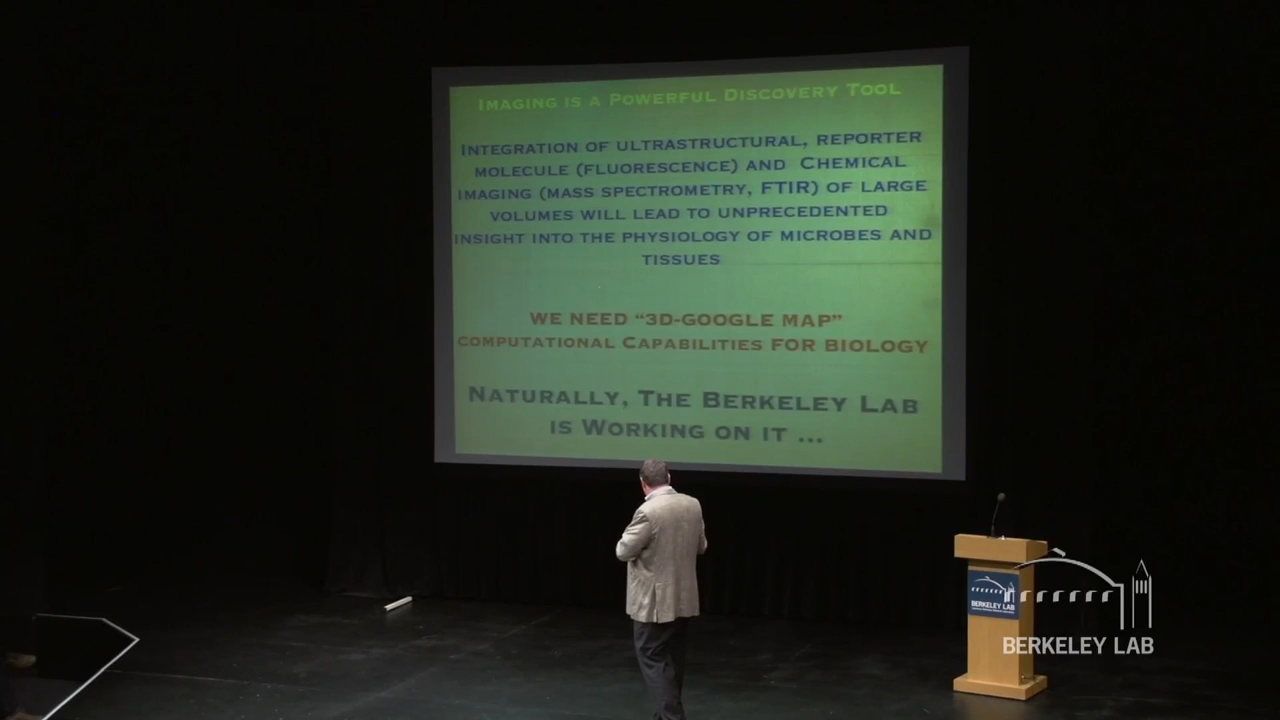 Imaging is a Powerful Discovery Tool
Integration of ultrastructural, reporter
molecule (fluorescence) and Chemical
imaging (mass spectrometry, FTIR) of large
volumes will lead to unprecedented
insight into the physiology of microbes and
tissues
WE NEED “3D-GOOGLE MAP”
computational Capabilities FOR BIOLOGY
Naturally, The Berkeley Lab
is Working on it ...
BERKELEY LAB
BERKELEY LAB